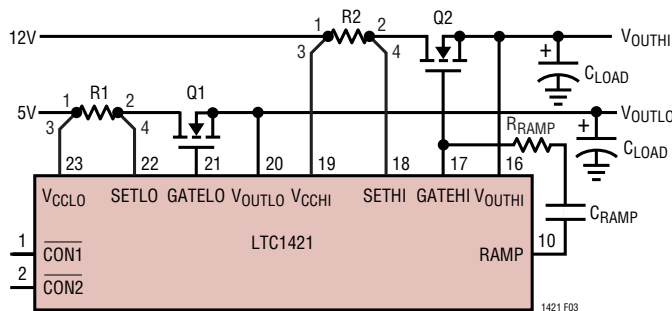 1 R2 2 Q2
12V VOUTHI
3 4
+
CLOAD
1 R1 2 Q1
5V VOUTLO
3 4
RRAMP
+
CLOAD
23 22 21 20 19 18 17 16
VCCLO SETLO GATELO VOUTLO VCCHI SETHI GATEHI VOUTHI
CRAMP
LTC1421
1 CON1 RAMP 10
2 CON2
1421 F03